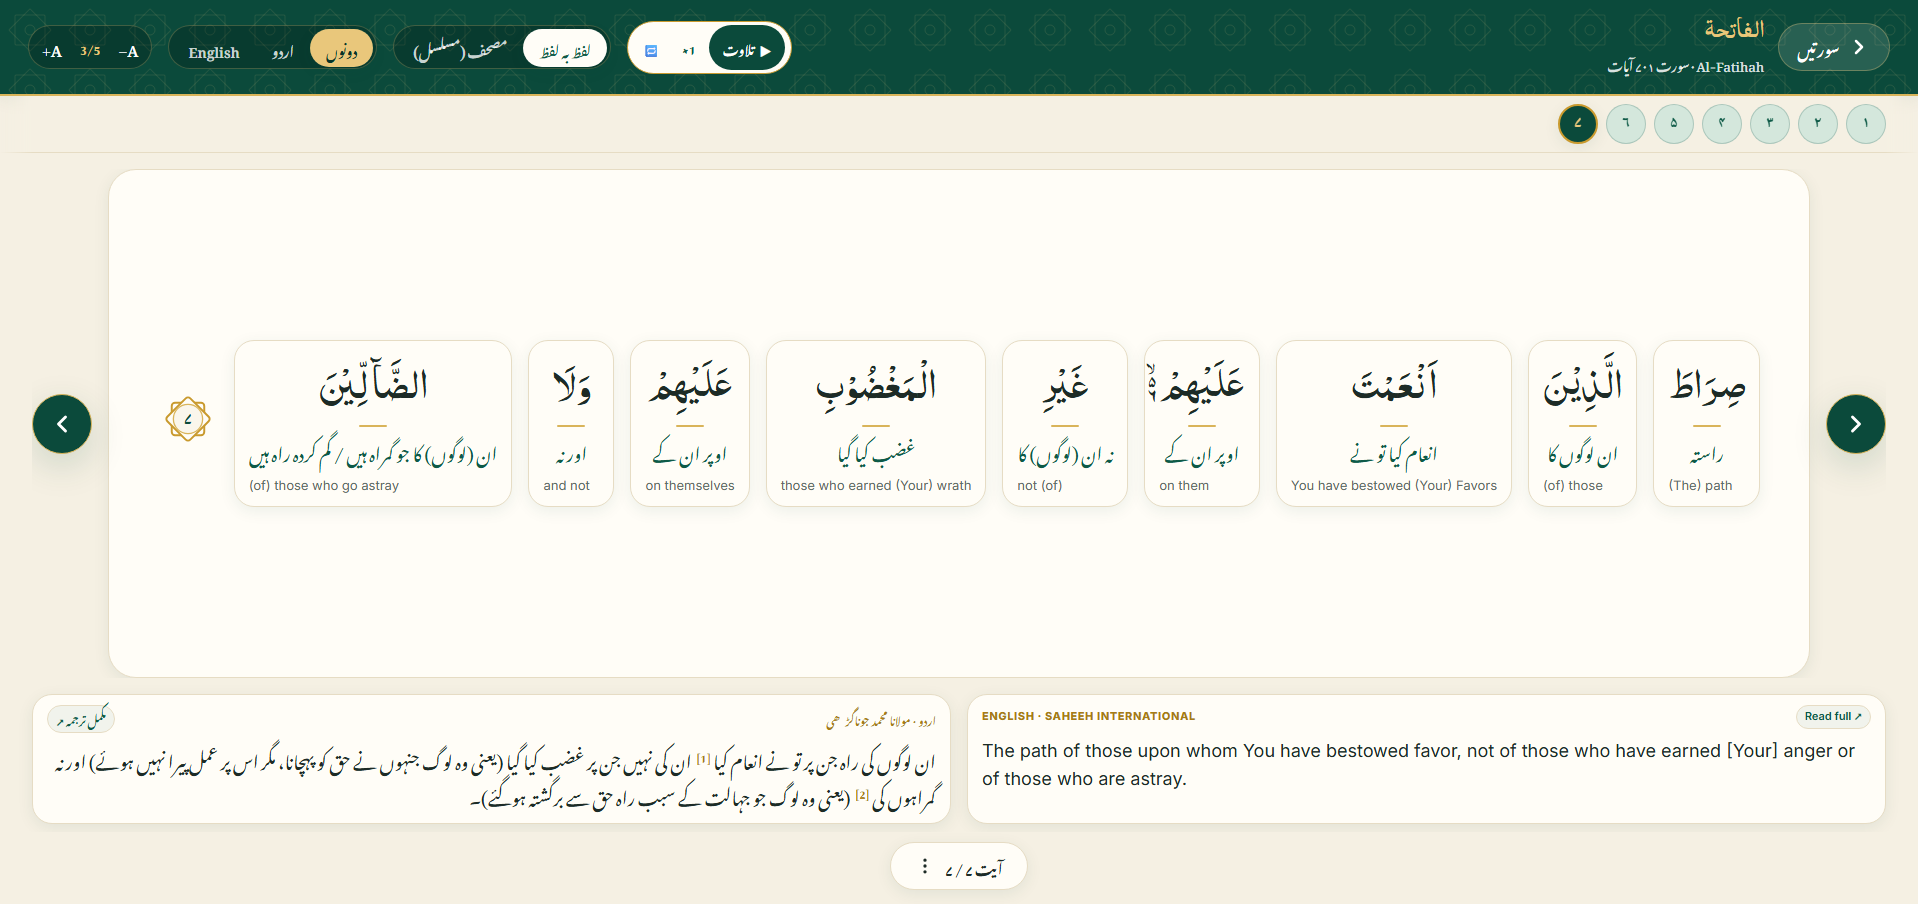 سورتیں
الفاتحة
Al-Fatihah · سورت ۱ · ۷ آیات
▶ تلاوت
×1
لفظ بہ لفظ
مصحف (مسلسل)
دونوں
اردو
English
A−
3/5
A+
۱
۲
۳
۴
۵
٦
۷
صِرَاطَ
راستہ
(The) path
الَّذِيْنَ
ان لوگوں کا
(of) those
اَنْعَمْتَ
انعام کیا تو نے
You have bestowed (Your) Favors
عَلَيْهِمْ
اوپر ان کے
on them
غَيْرِ
نہ ان (لوگوں) کا
not (of)
الْمَغْضُوْبِ
غضب کیا گیا
those who earned (Your) wrath
عَلَيْهِمْ
اوپر ان کے
on themselves
وَلَا
اور نہ
and not
الضَّآلِّيْنَ
ان (لوگوں) کا جو گمراہ ہیں / گم کردہ راہ ہیں
(of) those who go astray
۷
ENGLISH · SAHEEH INTERNATIONAL
Read full ↗
The path of those upon whom You have bestowed favor, not of those who have earned [Your] anger or
of those who are astray.
اردو · مولانا محمد جوناگڑھی
مکمل ترجمہ ↗
ان لوگوں کی راہ جن پر تو نے انعام کیا [1] ان کی نہیں جن پر غضب کیا گیا (یعنی وہ لوگ جنہوں نے حق کو پہچانا، مگر اس پر عمل پیرا نہیں ہوئے) اور نہ
گمراہوں کی [2] (یعنی وہ لوگ جو جہالت کے سبب راہ حق سے برگشتہ ہوگئے)۔
آیت ۷ / ۷